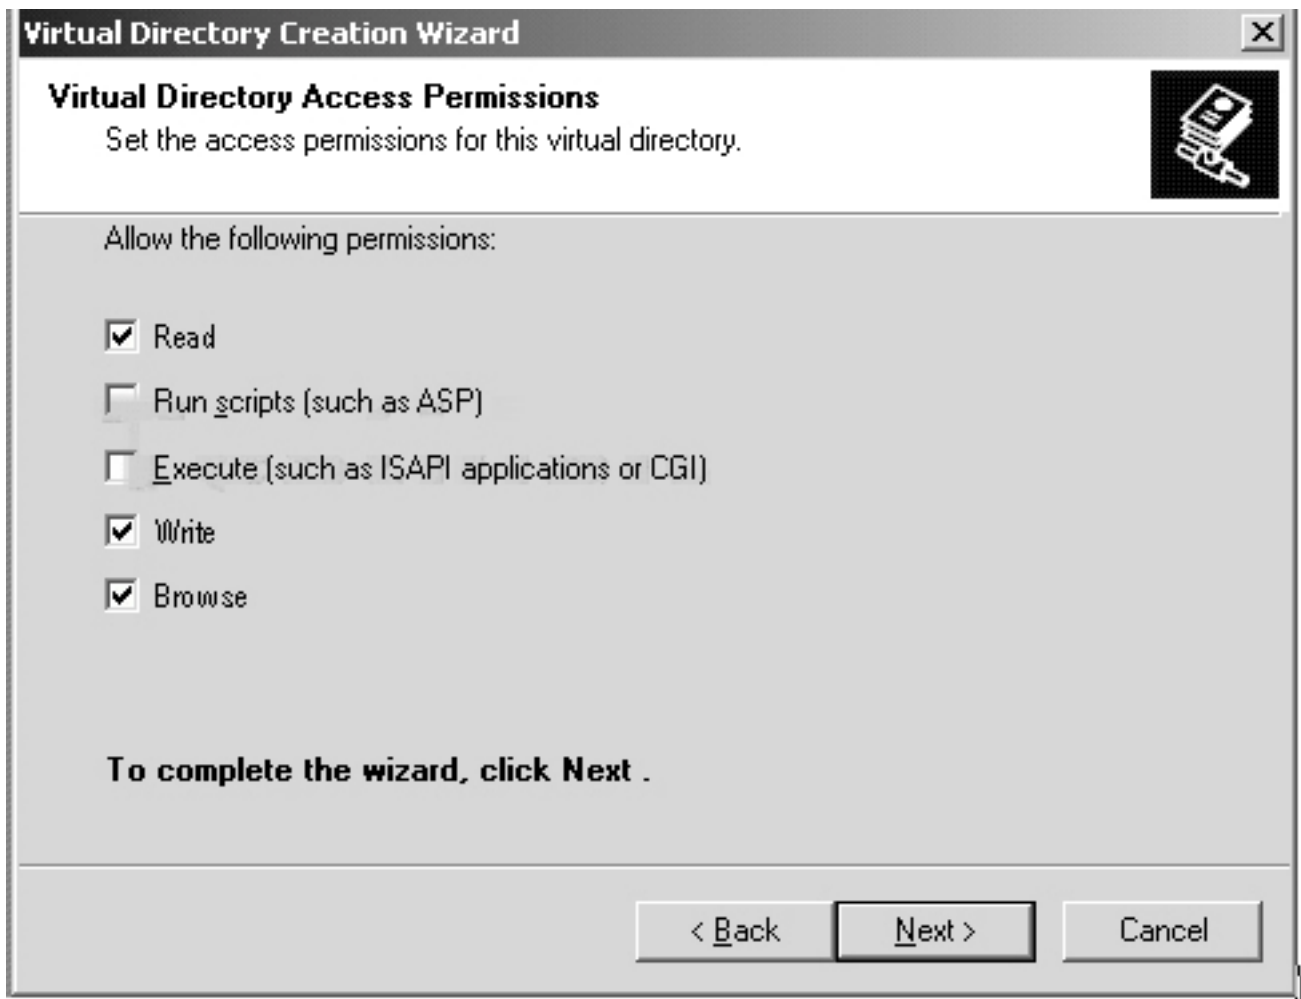 Virtual Directory Creation Wizard
Virtual Directory Access Permissions
Set the access permissions for this virtual directory.
Allow the following permissions:
Read
Run scripts (such as ASP)
Execute (such as ISAPI applications or CGI)
Write
Browse
To complete the wizard, click Next .
< Back
Next >
Cancel